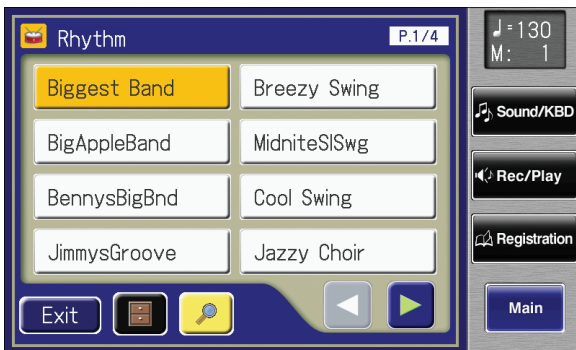 Rhythm P.1/4
Biggest Band Breezy Swing
BigAppleBand MidniteSlSwg
BennysBigBnd Cool Swing
JimmysGroove Jazzy Choir
Exit
♩=130
M: 1
Sound/KBD
Rec/Play
Registration
Main